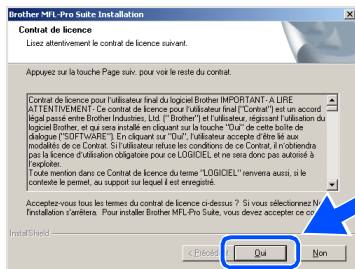 Brother MFL-Pro Suite Installation
Contrat de licence
Lisez attentivement le contrat de licence suivant.
Appuyez sur la touche Page suiv. pour voir le reste du contrat.
Contrat de licence pour l'utilisateur final du logiciel Brother IMPORTANT- A LIRE
ATTENTIVEMENT- Ce contrat de licence pour l'utilisateur final ("Contrat") est un accord
légal passé entre Brother Industries, Ltd. (" Brother") et l'utilisateur, régissant l'utilisation du
logiciel Brother, et qui sera installé en cliquant sur la touche "Oui" de cette boîte de
dialogue ("SOFTWARE"). En cliquant sur "Oui", l'utilisateur accepte d'être lié aux
modalités de ce Contrat. Si l'utilisateur refuse les conditions de ce Contrat, il n'obtiendra
pas la licence d'utilisation obligatoire pour ce LOGICIEL et ne sera donc pas autorisé à
l'exploiter.
Toute mention dans ce Contrat de licence du terme "LOGICIEL" renverra aussi, si le
contexte le permet, au support sur lequel il est enregistré.
Acceptez-vous tous les termes du contrat de licence ci-dessus ? Si vous sélectionnez
l'installation s'arrêtera. Pour installer Brother MFL-Pro Suite, vous devez accepter ce
InstallShield
< Précédent
Oui
Non